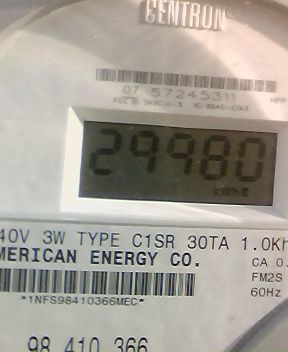 CENTRON
07 57245311
29980
kWh
40V 3W TYPE C1SR 30TA 1.0Kh
MERICAN ENERGY CO.
CA 0.
FM2S
60Hz
*1NFS98410366MEC*
98 410 366